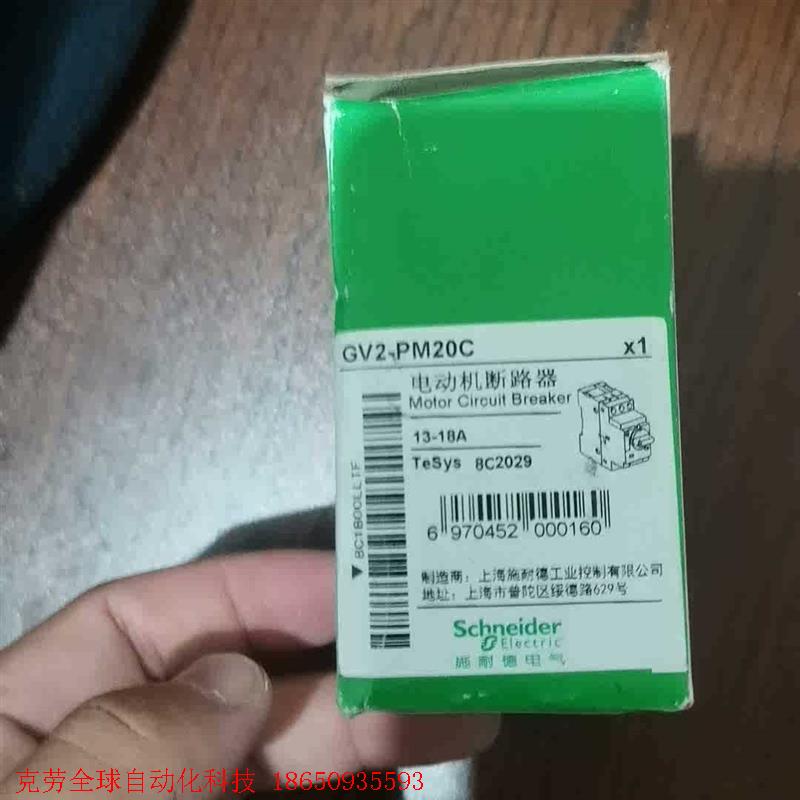 GV2-PM20C x1
电动机断路器
Motor Circuit Breaker
13-18A
TeSys 8C2029
8C1800LLTF
6 970452 000160
制造商：上海施耐德工业控制有限公司
地址：上海市普陀区绥德路629号
Schneider
Electric
施耐德电气
克劳全球自动化科技 18650935593